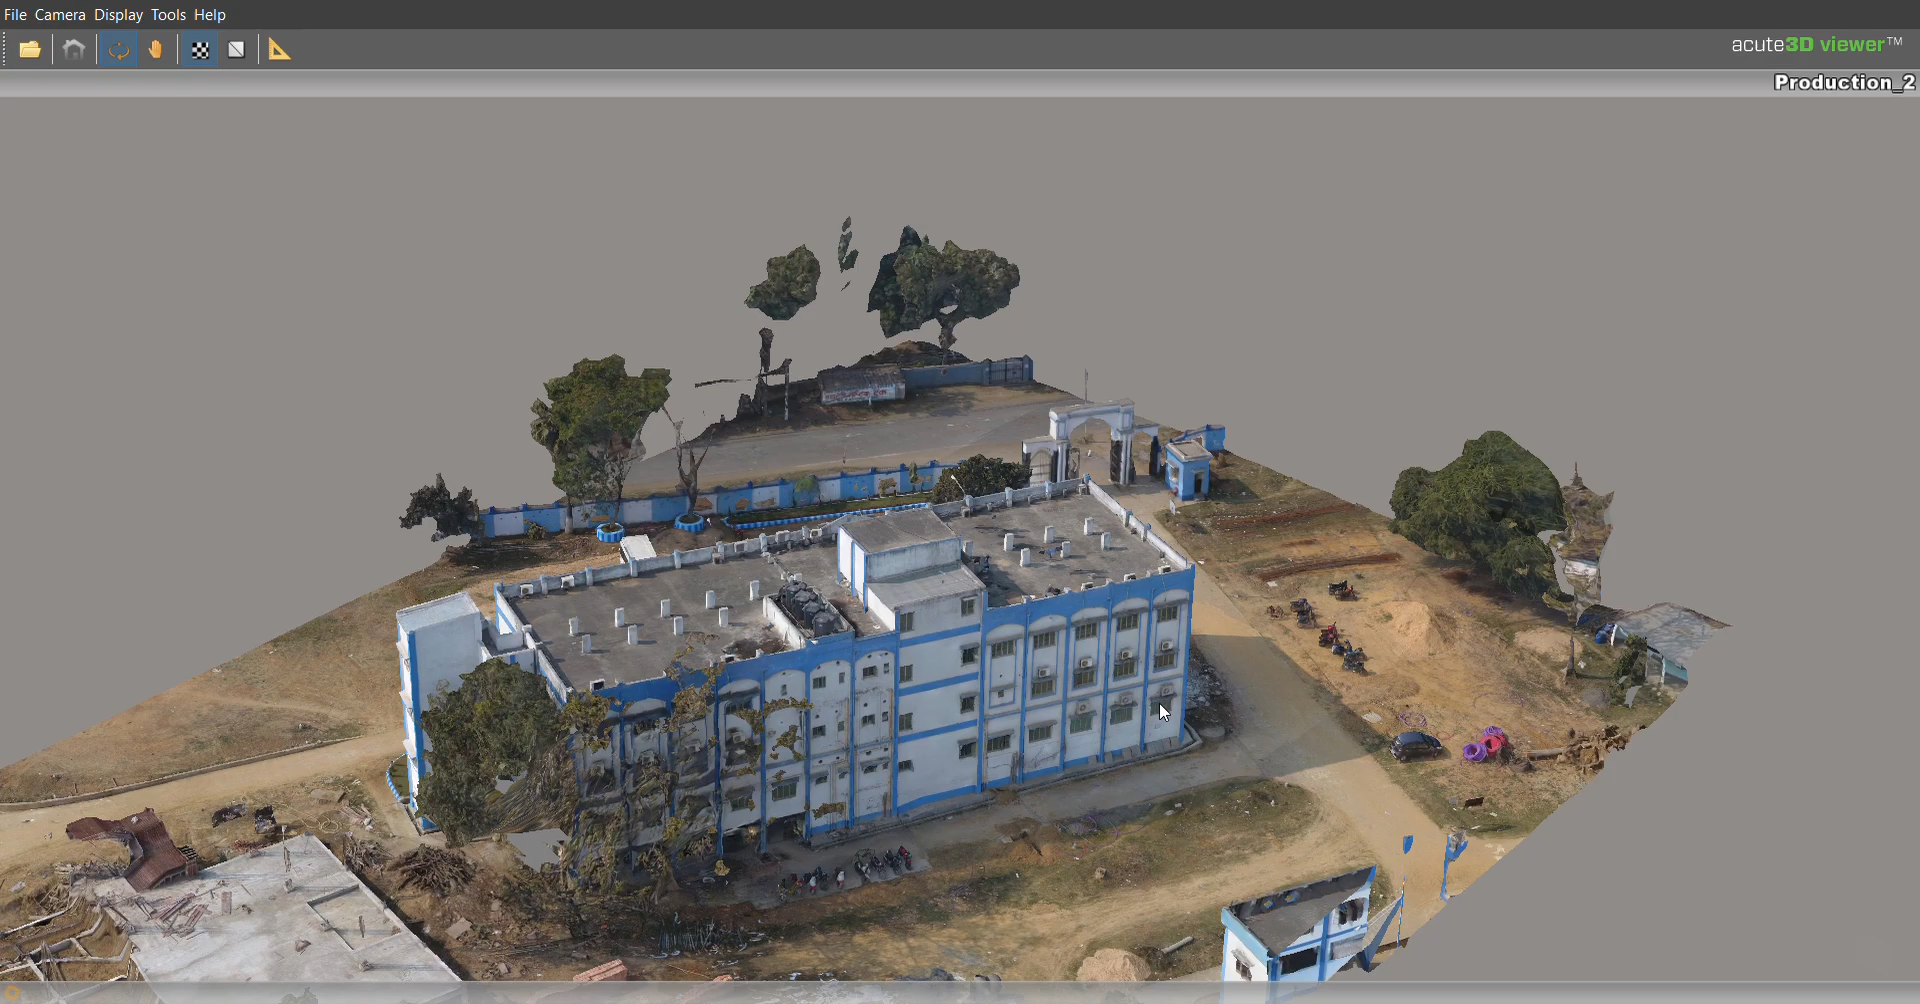 File Camera Display Tools Help
acute3D viewer™
Production_2